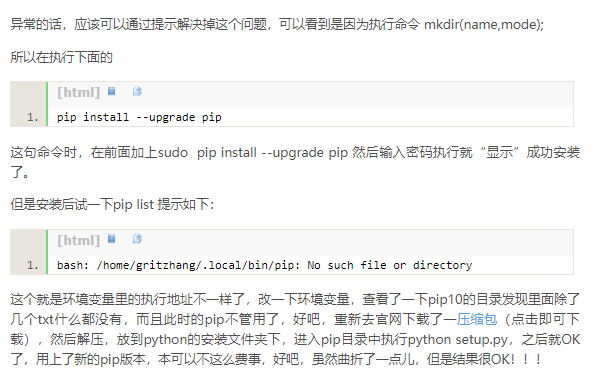 异常的话，应该可以通过提示解决掉这个问题，可以看到是因为执行命令 mkdir(name,mode);
所以在执行下面的
[html]
1. pip install --upgrade pip
这句命令时，在前面加上sudo  pip install --upgrade pip 然后输入密码执行就“显示”成功安装
了。
但是安装后试一下pip list 提示如下：
[html]
1. bash: /home/gritzhang/.local/bin/pip: No such file or directory
这个就是环境变量里的执行地址不一样了，改一下环境变量，查看了一下pip10的目录发现里面除了
几个txt什么都没有，而且此时的pip不管用了，好吧，重新去官网下载了一压缩包（点击即可下
载），然后解压，放到python的安装文件夹下，进入pip目录中执行python setup.py，之后就OK
了，用上了新的pip版本，本可以不这么费事，好吧，虽然曲折了一点儿，但是结果很OK！！！